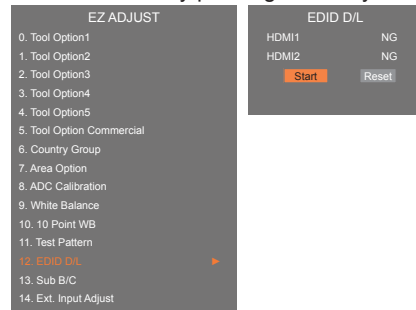 EZ ADJUST
0. Tool Option1
1. Tool Option2
2. Tool Option3
3. Tool Option4
4. Tool Option5
5. Tool Option Commercial
6. Country Group
7. Area Option
8. ADC Calibration
9. White Balance
10. 10 Point WB
11. Test Pattern
12. EDID D/L ►
13. Sub B/C
14. Ext. Input Adjust
EDID D/L
HDMI1 NG
HDMI2 NG
Start Reset